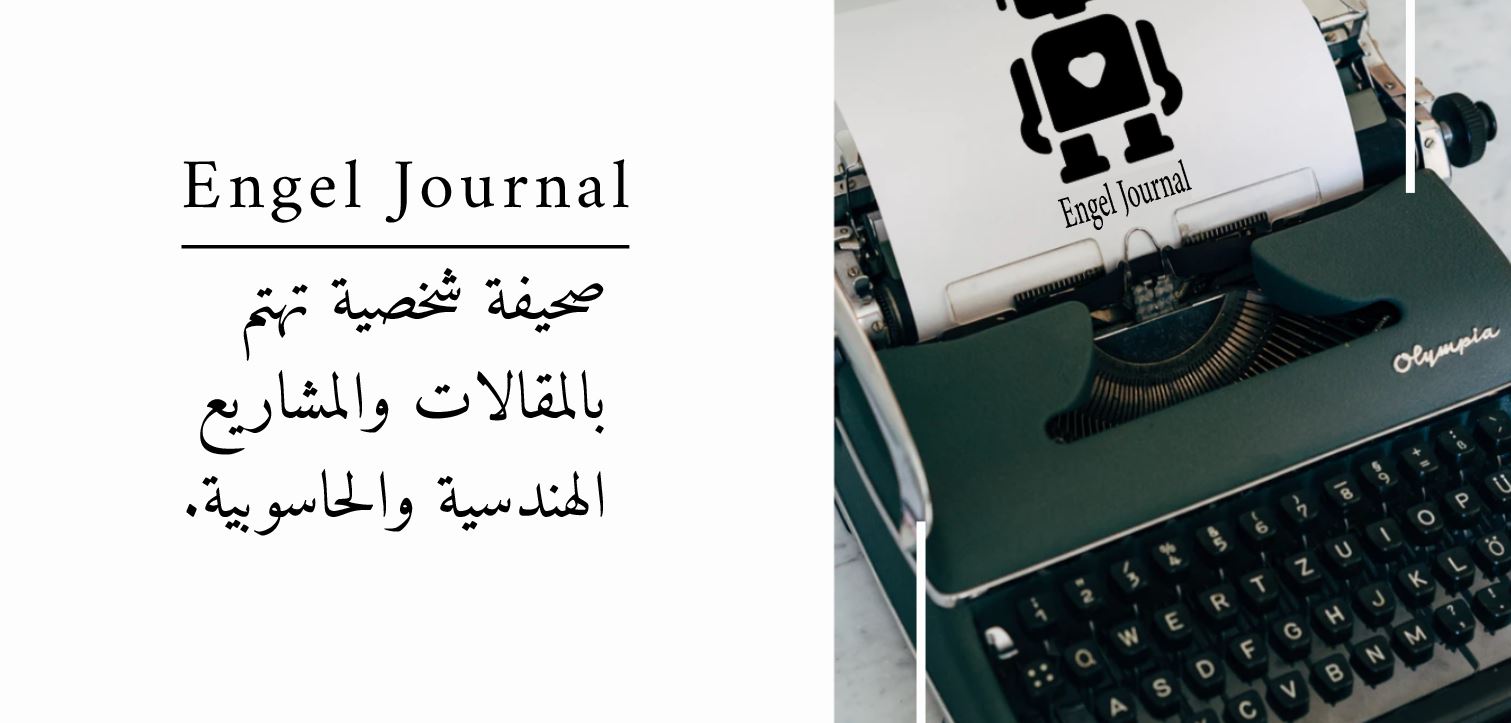 Engel Journal
صحيفة شخصية تهتم
بالمقالات والمشاريع
الهندسية والحاسوبية.
Engel Journal
Olympia
Q W E R T Z U I O P Ü
A S D F G H J K L Ö
C V B N M